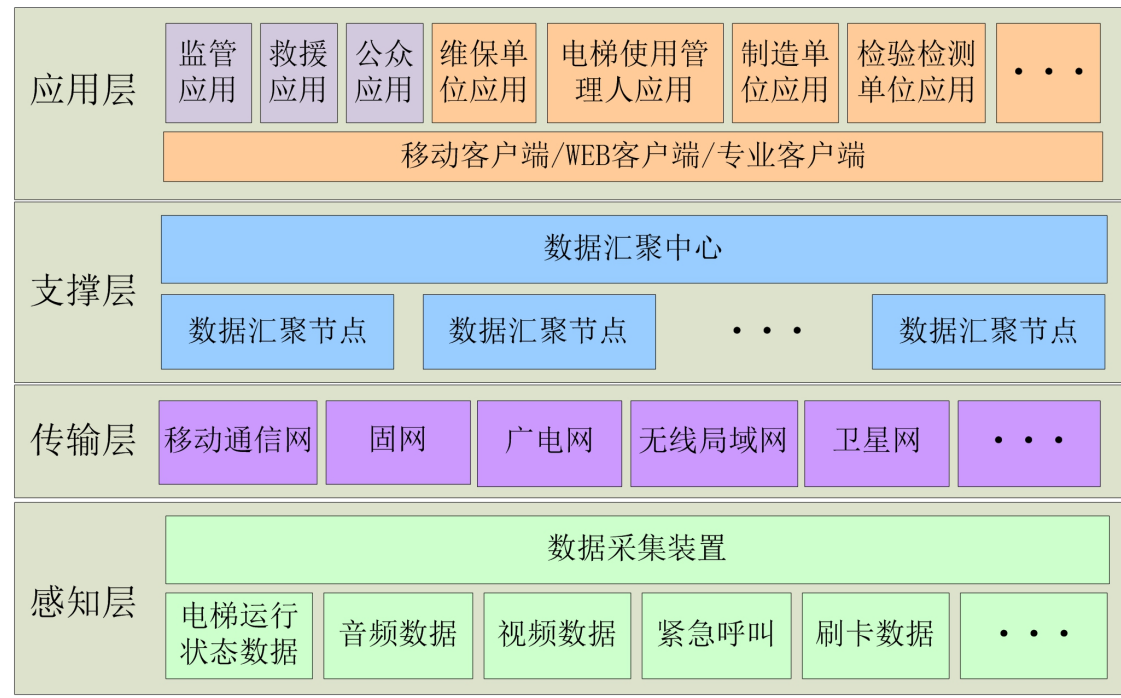 应用层
监管
应用
救援
应用
公众
应用
维保单
位应用
电梯使用管
理人应用
制造单
位应用
检验检测
单位应用
···
移动客户端/WEB客户端/专业客户端
支撑层
数据汇聚中心
数据汇聚节点
数据汇聚节点
···
数据汇聚节点
传输层
移动通信网
固网
广电网
无线局域网
卫星网
···
感知层
数据采集装置
电梯运行
状态数据
音频数据
视频数据
紧急呼叫
刷卡数据
···